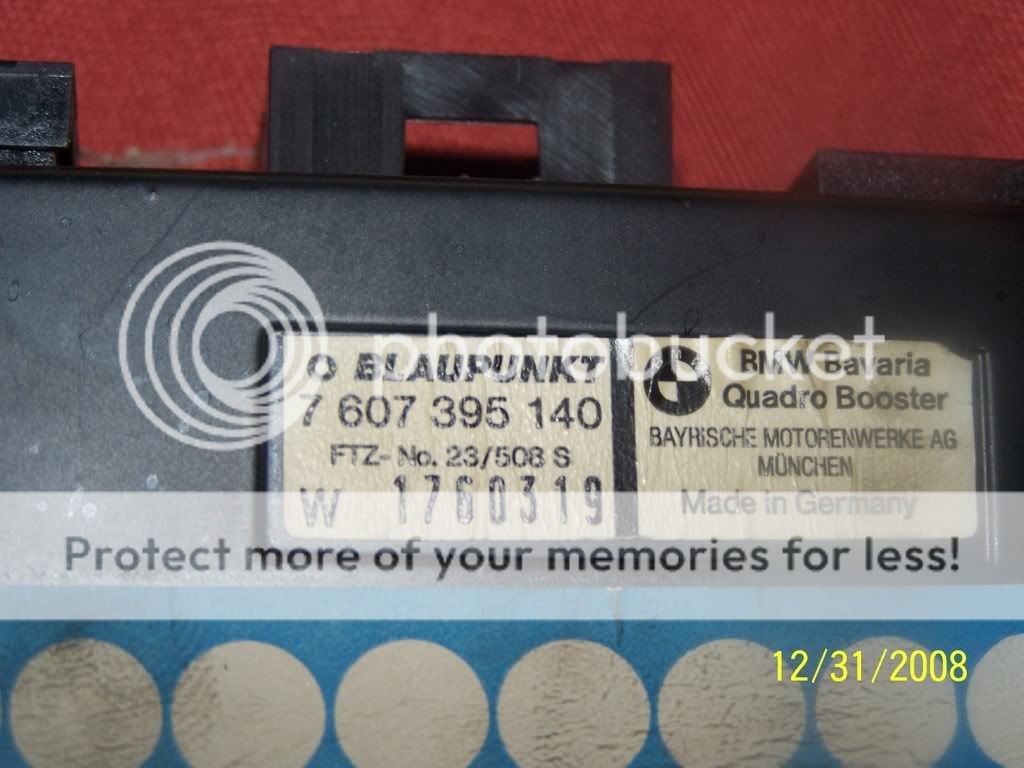 photobucket
BLAUPUNKT
7 607 395 140
FTZ-No. 23/508 S
W 1760319
BMW Bavaria
Quadro Booster
BAYRISCHE MOTORENWERKE AG
MÜNCHEN
Made in Germany
Protect more of your memories for less!
12/31/2008